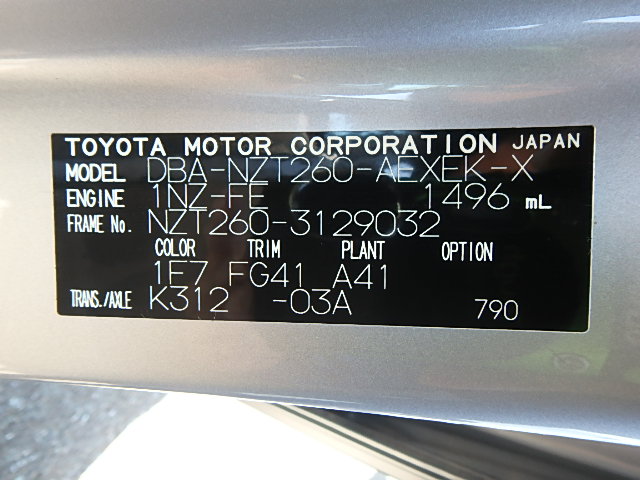 TOYOTA MOTOR CORPORATION JAPAN
MODEL DBA-NZT260-AEXEK-X
ENGINE 1NZ-FE 1496 mL
FRAME No. NZT260-3129032
COLOR TRIM PLANT OPTION
1E7 FG41 A41
TRANS./AXLE K312 -03A 790